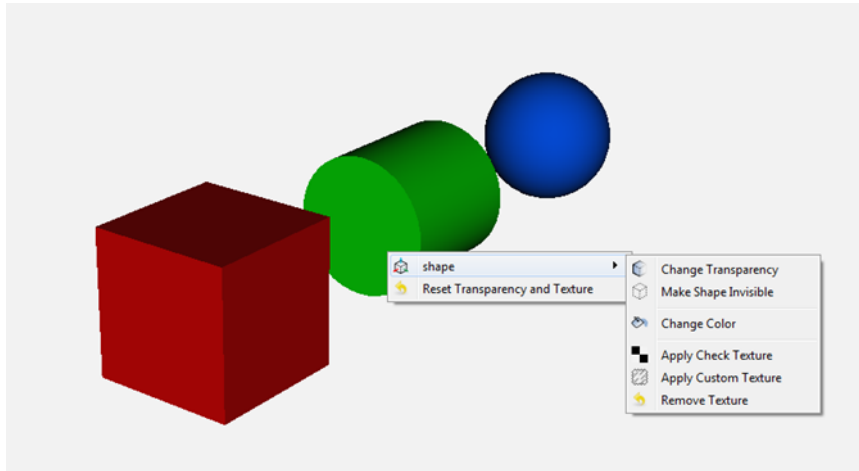 shape
Reset Transparency and Texture
Change Transparency
Make Shape Invisible
Change Color
Apply Check Texture
Apply Custom Texture
Remove Texture